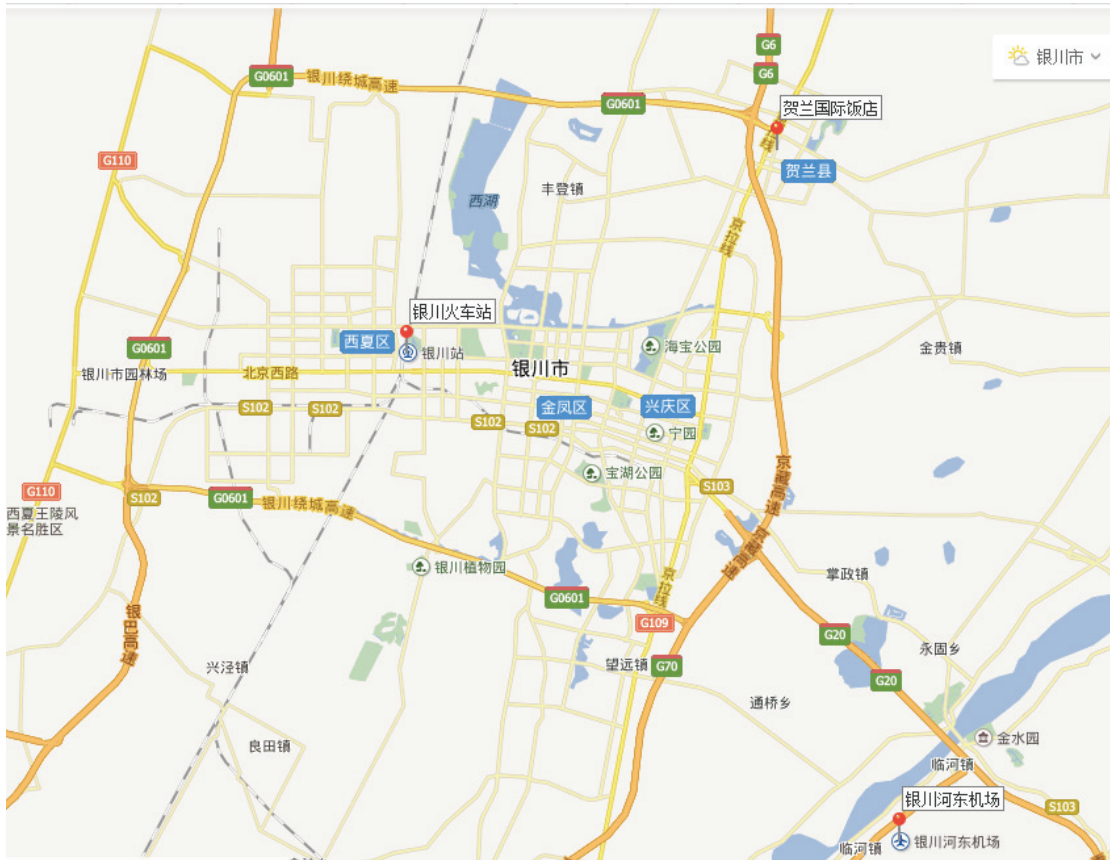 G6
G6
银川市
G0601
银川绕城高速
G0601
贺兰国际饭店
G110
贺兰县
丰登镇
西湖
京拉线
银川火车站
西夏区
银川站
海宝公园
G0601
金贵镇
银川市园林场
北京西路
银川市
S102
S102
金凤区
兴庆区
S102
S102
宁园
宝湖公园
G110
S102
G0601
银川绕城高速
S103
京藏高速
西夏王陵风
景名胜区
京藏高速
银川植物园
京拉线
掌政镇
G0601
G109
银巴高速
G20
永固乡
兴泾镇
望远镇
G70
G20
通桥乡
良田镇
金水园
临河镇
银川河东机场
S103
临河镇
银川河东机场